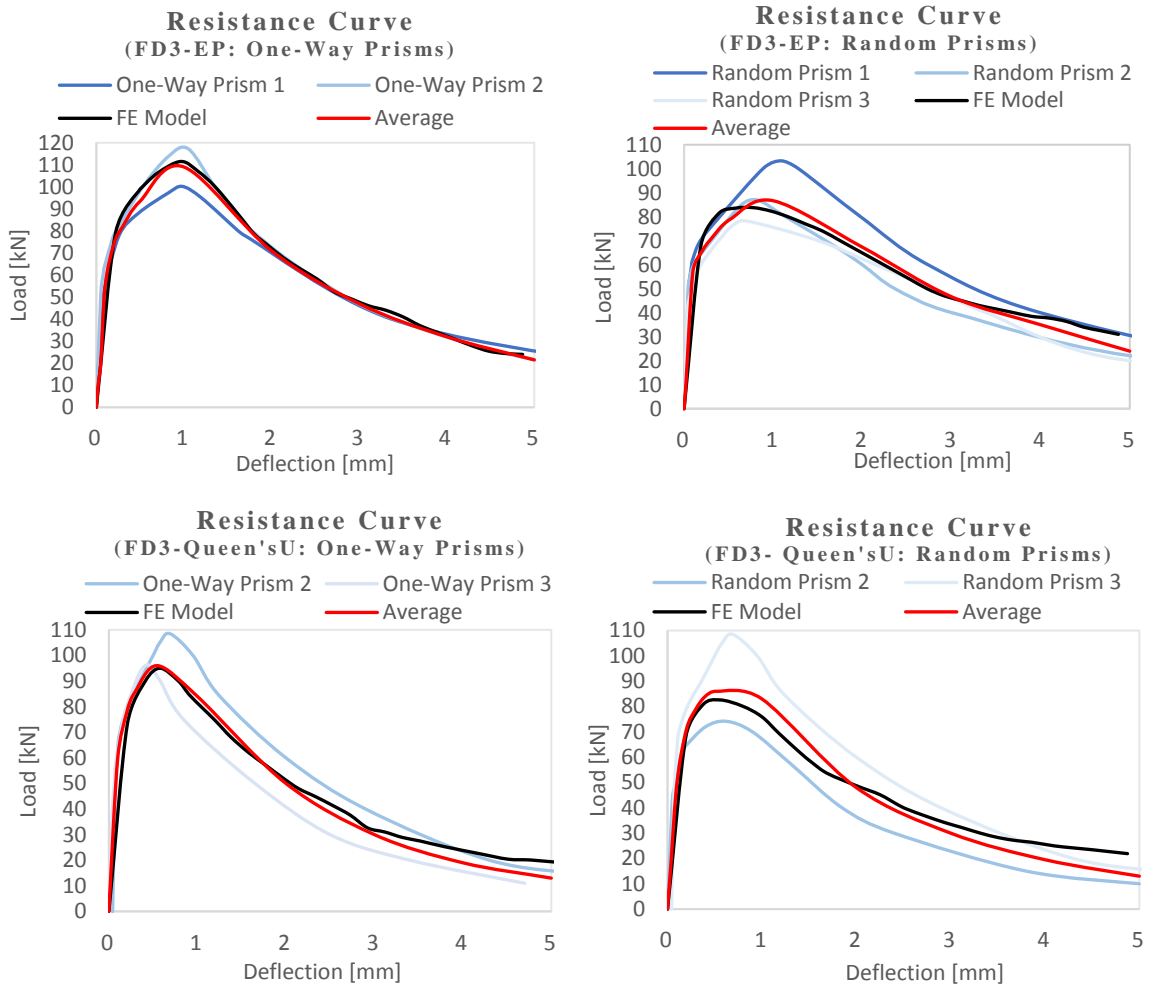 Resistance Curve
(FD3-EP: One-Way Prisms)
One-Way Prism 1 One-Way Prism 2
FE Model Average
120
110
100
90
80
70
60
50
40
30
20
10
0
Load [kN]
0 1 2 3 4 5
Deflection [mm]
Resistance Curve
(FD3-EP: Random Prisms)
Random Prism 1 Random Prism 2
Random Prism 3 FE Model
Average
110
100
90
80
70
60
50
40
30
20
10
0
Load [kN]
0 1 2 3 4 5
Deflection [mm]
Resistance Curve
(FD3-Queen'sU: One-Way Prisms)
One-Way Prism 2 One-Way Prism 3
FE Model Average
110
100
90
80
70
60
50
40
30
20
10
0
Load [kN]
0 1 2 3 4 5
Deflection [mm]
Resistance Curve
(FD3- Queen'sU: Random Prisms)
Random Prism 2 Random Prism 3
FE Model Average
110
100
90
80
70
60
50
40
30
20
10
0
Load [kN]
0 1 2 3 4 5
Deflection [mm]